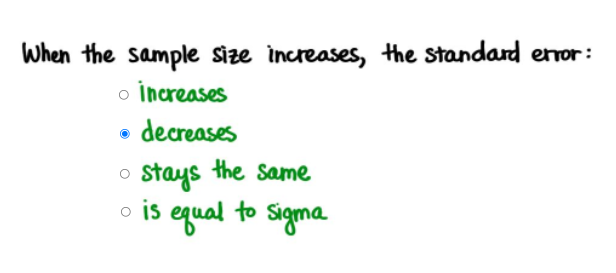 When the sample size increases, the standard error:
increases
decreases
stays the same
is equal to sigma